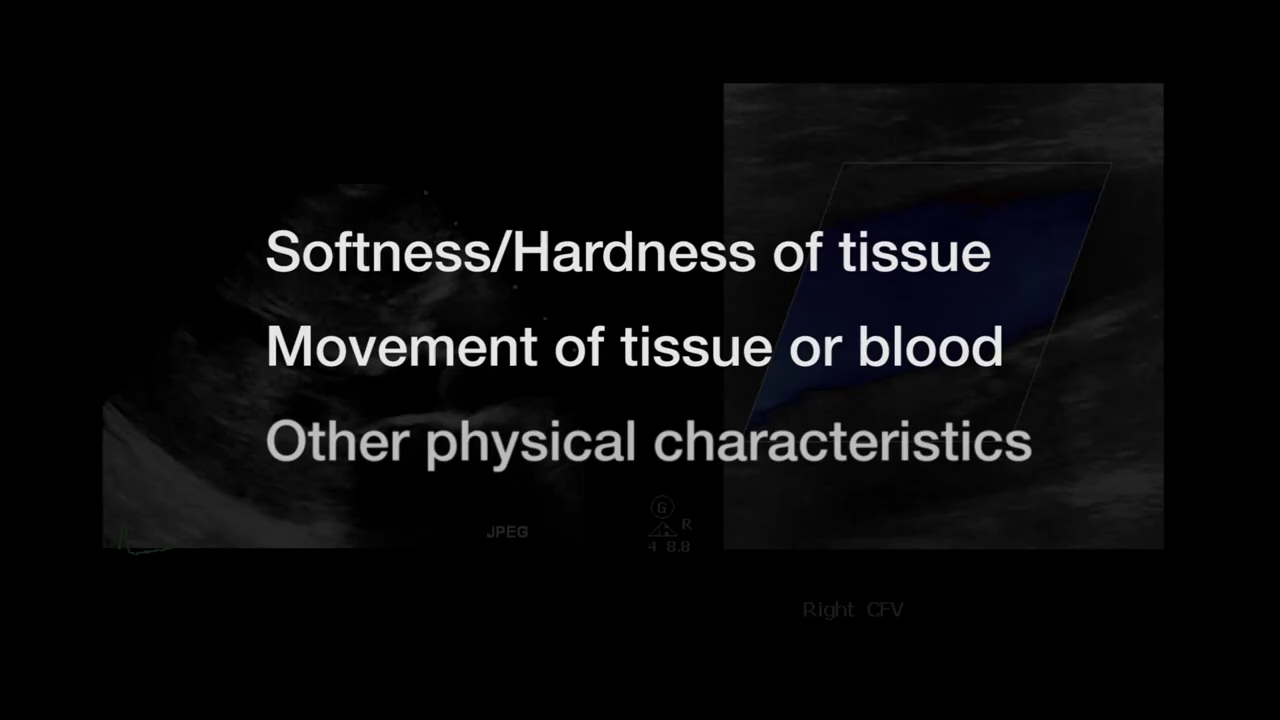 Softness/Hardness of tissue
Movement of tissue or blood
Other physical characteristics
G
R
JPEG
4 8.8
Right CFV